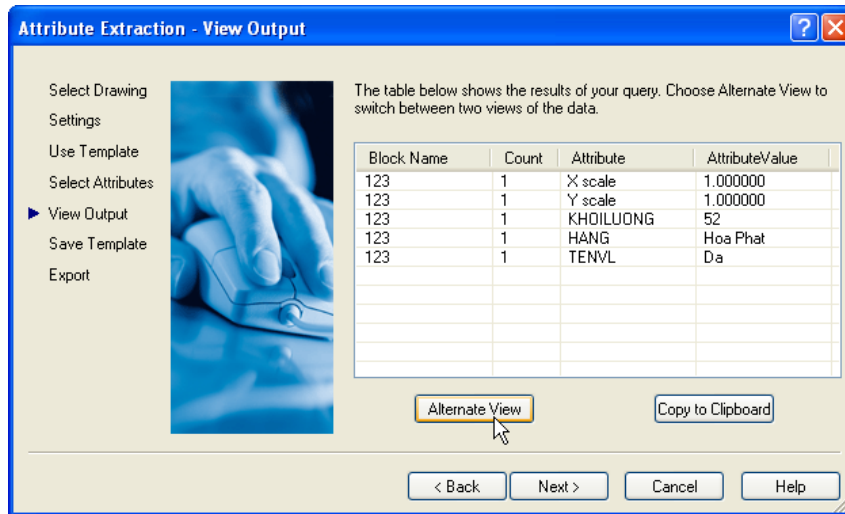 Attribute Extraction - View Output
Select Drawing
Settings
Use Template
Select Attributes
View Output
Save Template
Export
The table below shows the results of your query. Choose Alternate View to
switch between two views of the data.
Block Name Count Attribute AttributeValue
123 1 X scale 1.000000
123 1 Y scale 1.000000
123 1 KHOILUONG 52
123 1 HANG Hoa Phat
123 1 TENVL Da
Alternate View Copy to Clipboard
< Back Next > Cancel Help